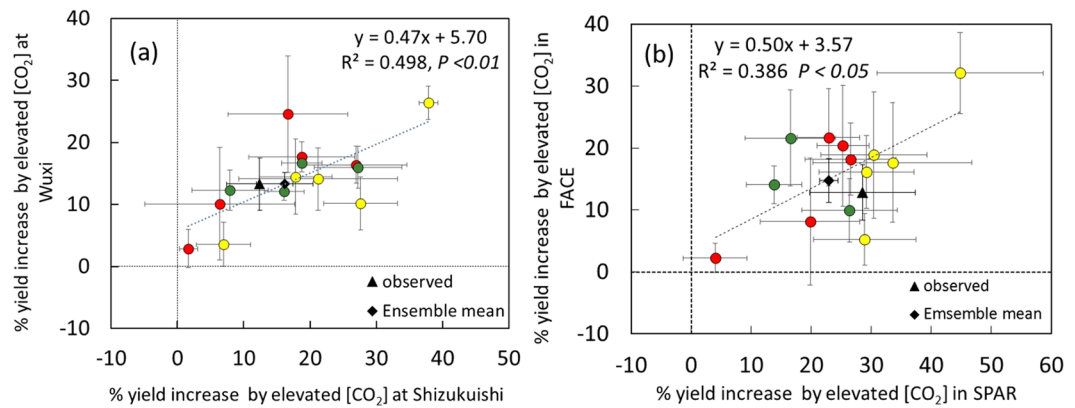 (a)
y = 0.47x + 5.70
R² = 0.498, P <0.01
% yield increase by elevated [CO₂] at
Wuxi
40
30
20
10
0
-10
-10 0 10 20 30 40 50
observed
Ensemble mean
% yield increase by elevated [CO₂] at Shizukuishi
(b)
y = 0.50x + 3.57
R² = 0.386 P < 0.05
% yield increase by elevated [CO₂] in
FACE
40
30
20
10
0
-10
-10 0 10 20 30 40 50 60
observed
Emsemble mean
% yield increase by elevated [CO₂] in SPAR